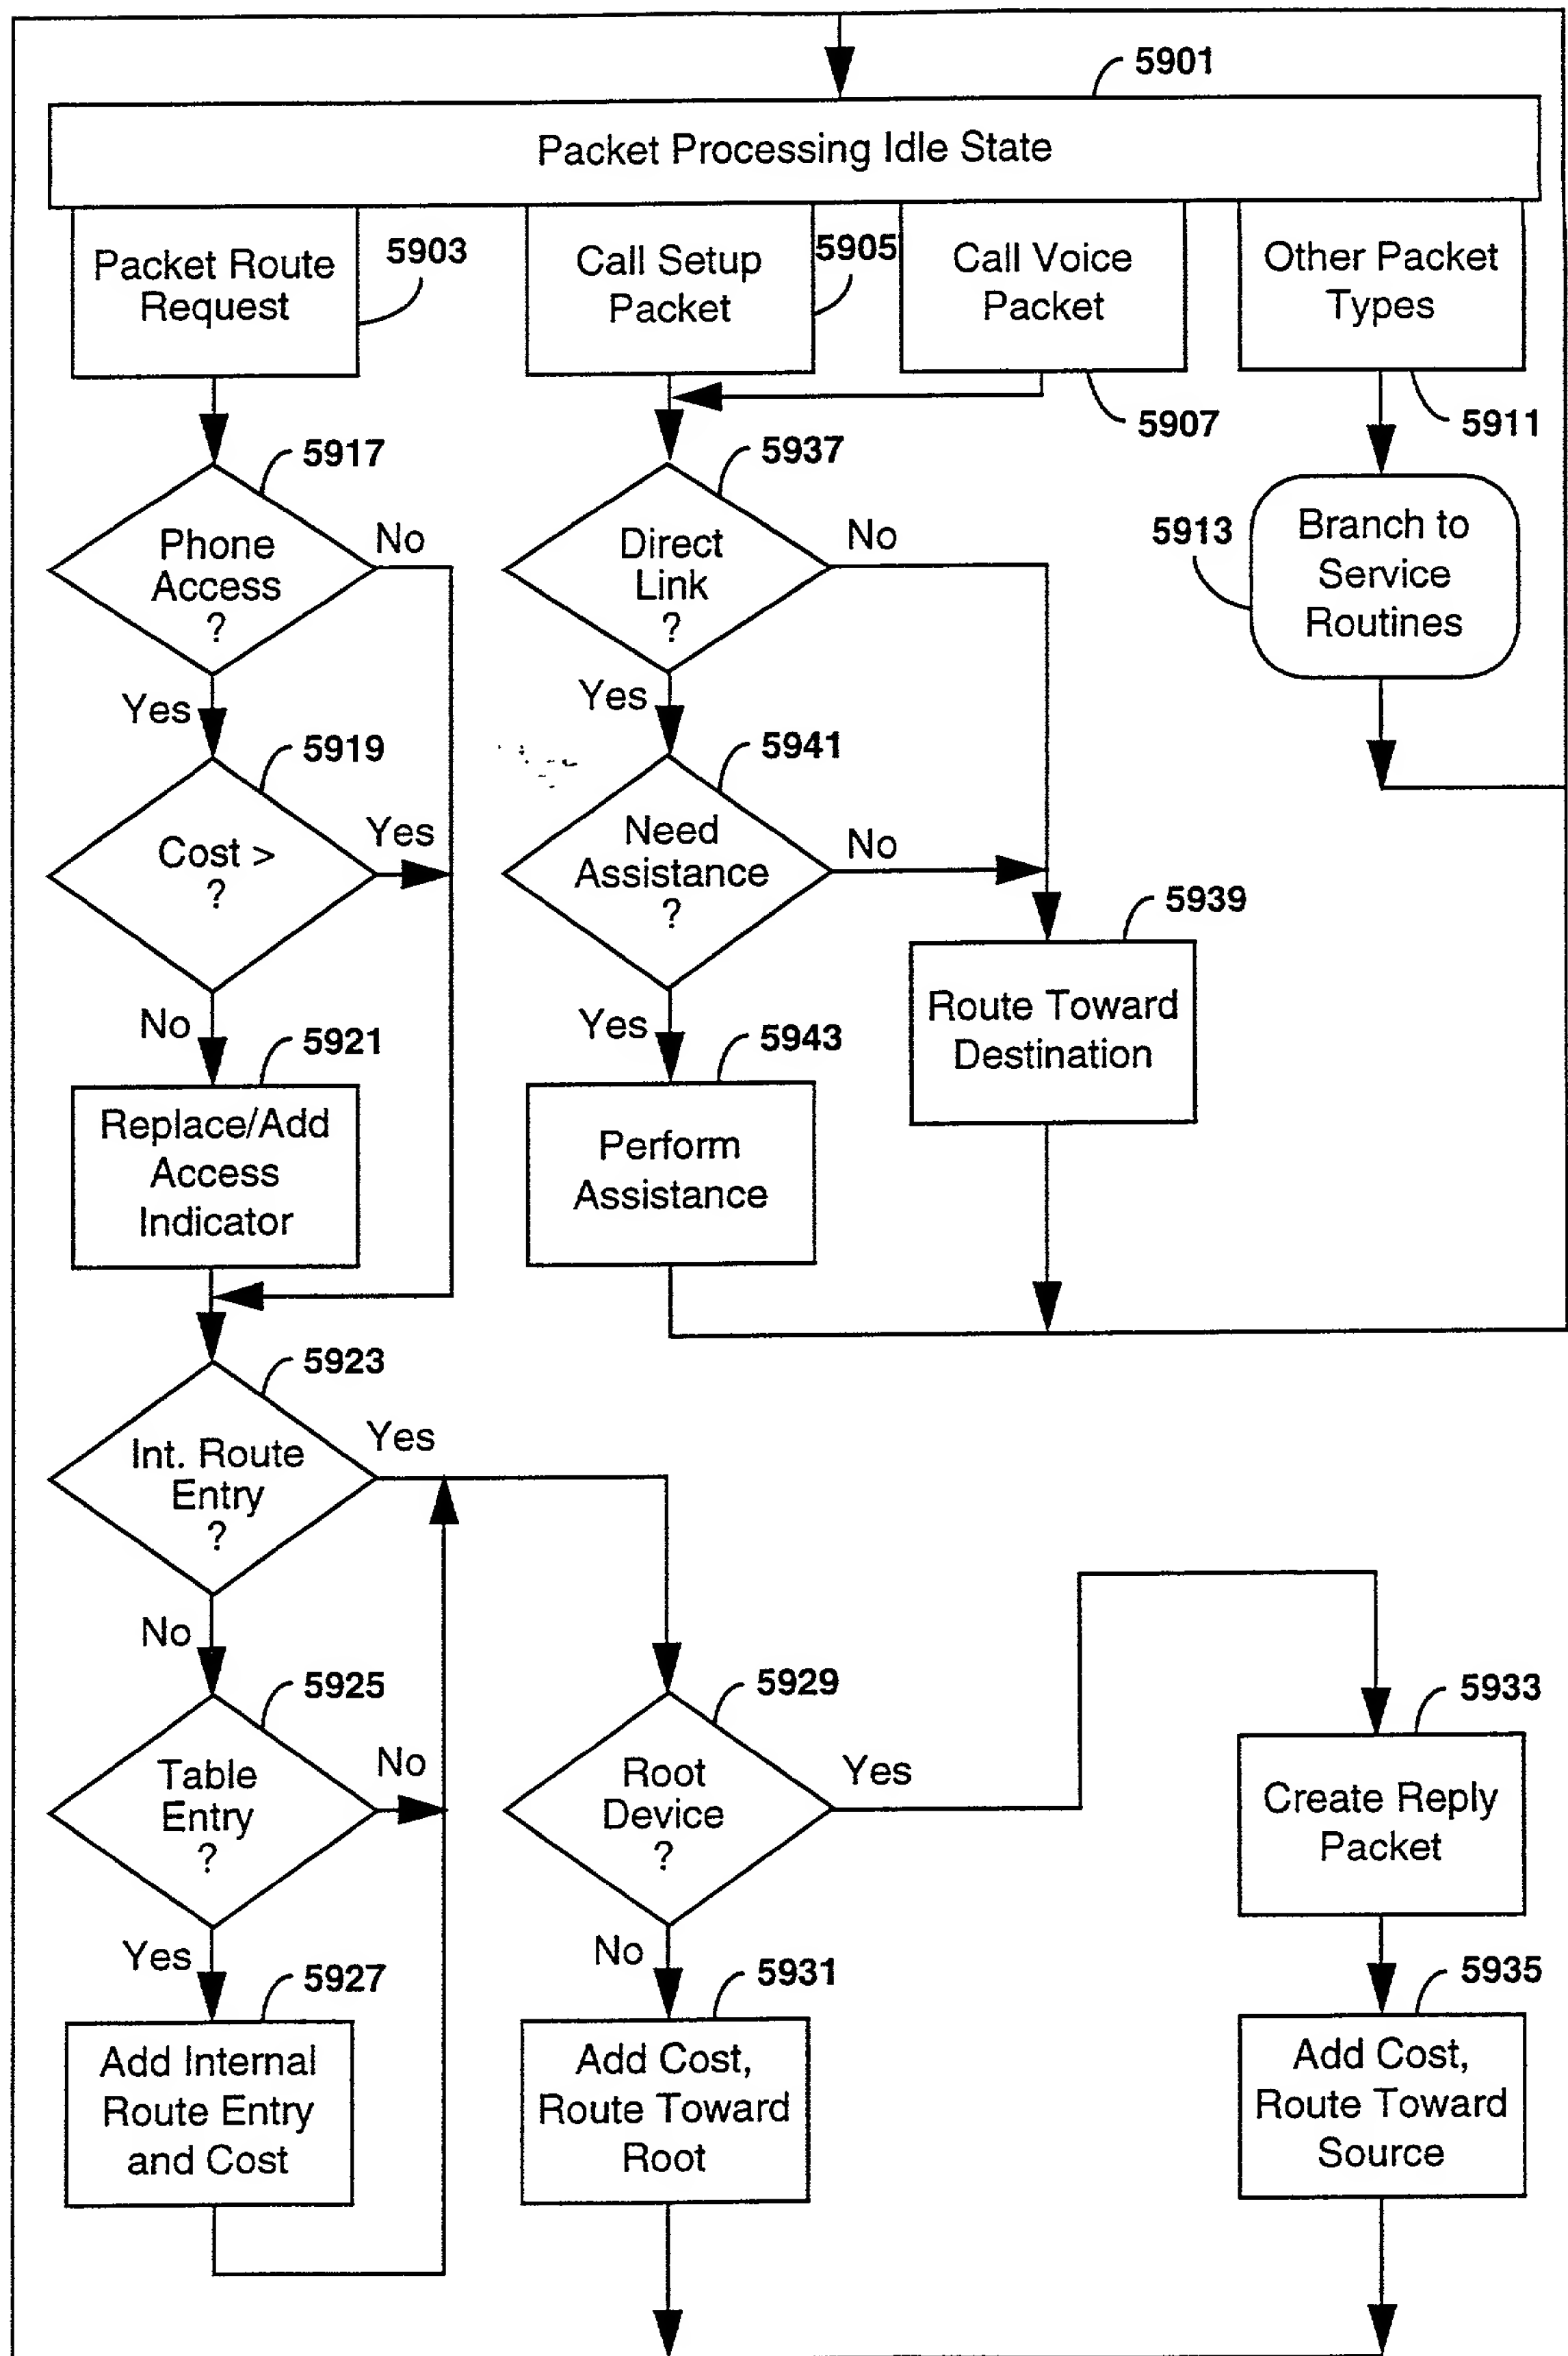 5901
Packet Processing Idle State
Packet Route
Request
5903
Call Setup
Packet
5905
Call Voice
Packet
5907
Other Packet
Types
5911
5917
Phone
Access
?
No
Yes
5919
Cost >
?
Yes
No
5921
Replace/Add
Access
Indicator
5937
Direct
Link
?
No
Yes
5941
Need
Assistance
?
No
Yes
5943
Perform
Assistance
5939
Route Toward
Destination
5913
Branch to
Service
Routines
5923
Int. Route
Entry
?
Yes
No
5925
Table
Entry
?
No
Yes
5927
Add Internal
Route Entry
and Cost
5929
Root
Device
?
Yes
No
5931
Add Cost,
Route Toward
Root
5933
Create Reply
Packet
5935
Add Cost,
Route Toward
Source